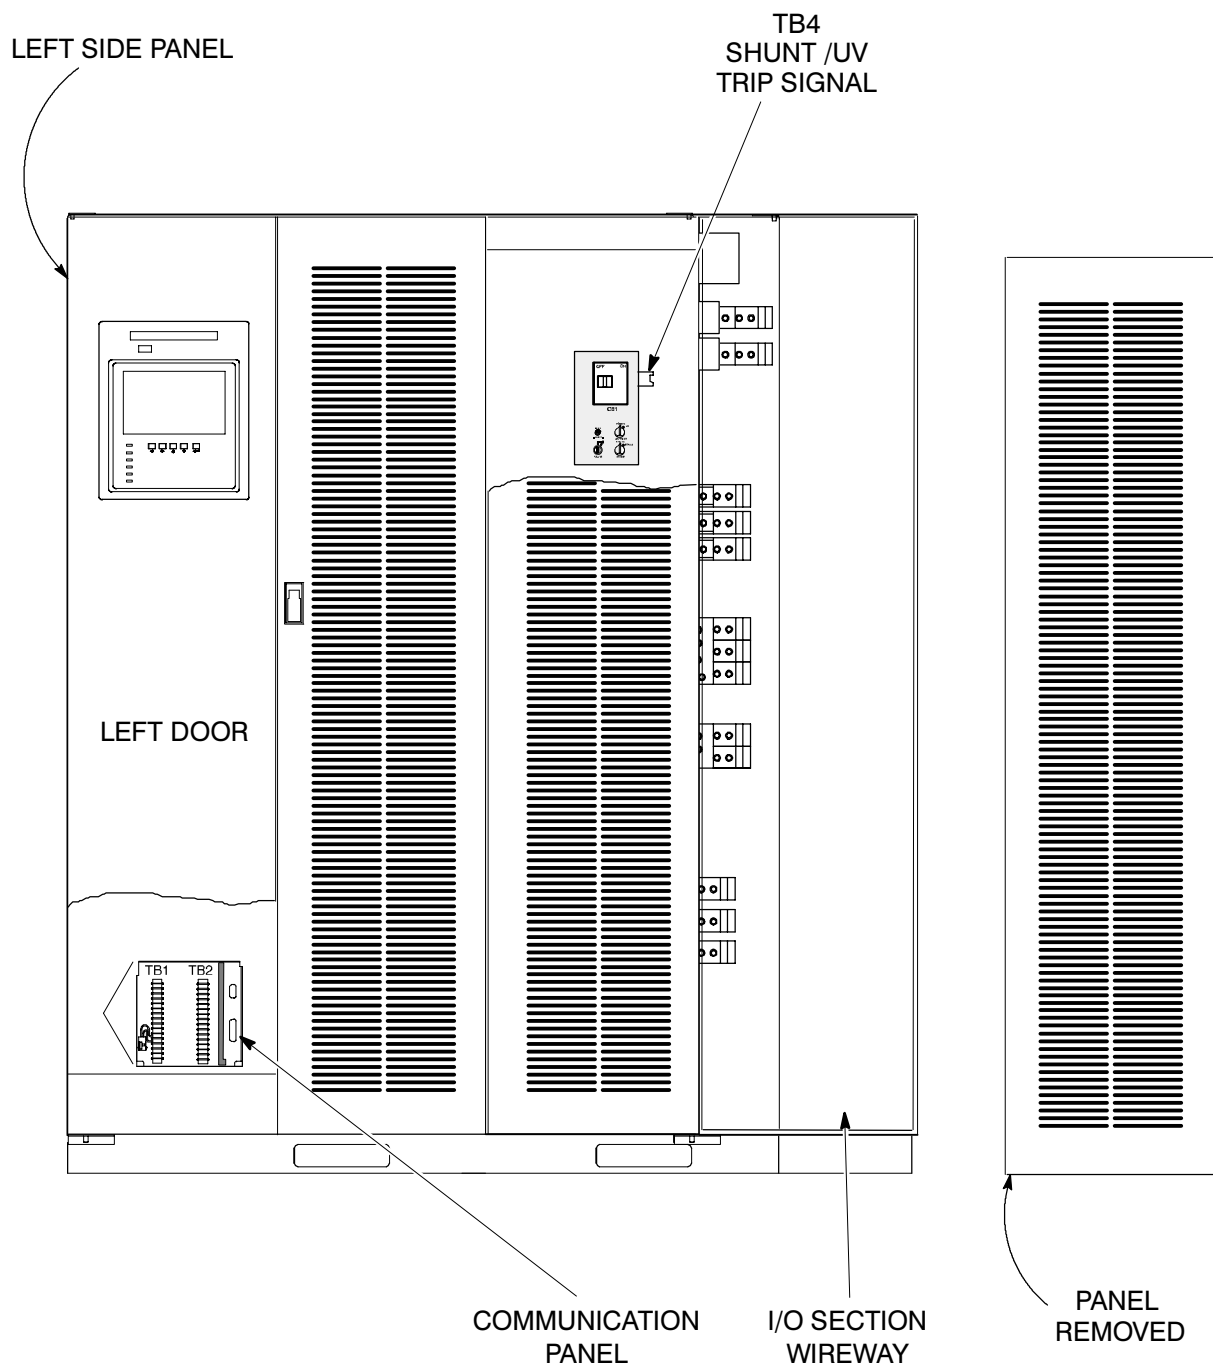 LEFT SIDE PANEL
TB4
SHUNT /UV
TRIP SIGNAL
OFF
ON
CB1
LEFT DOOR
TB1 TB2
COMMUNICATION
PANEL
I/O SECTION
WIREWAY
PANEL
REMOVED